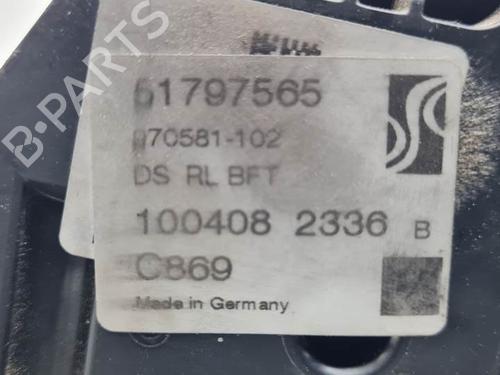 51797565
970581-102
DS RL BFT
100408 2336 B
C869
Made in Germany
B-PARTS